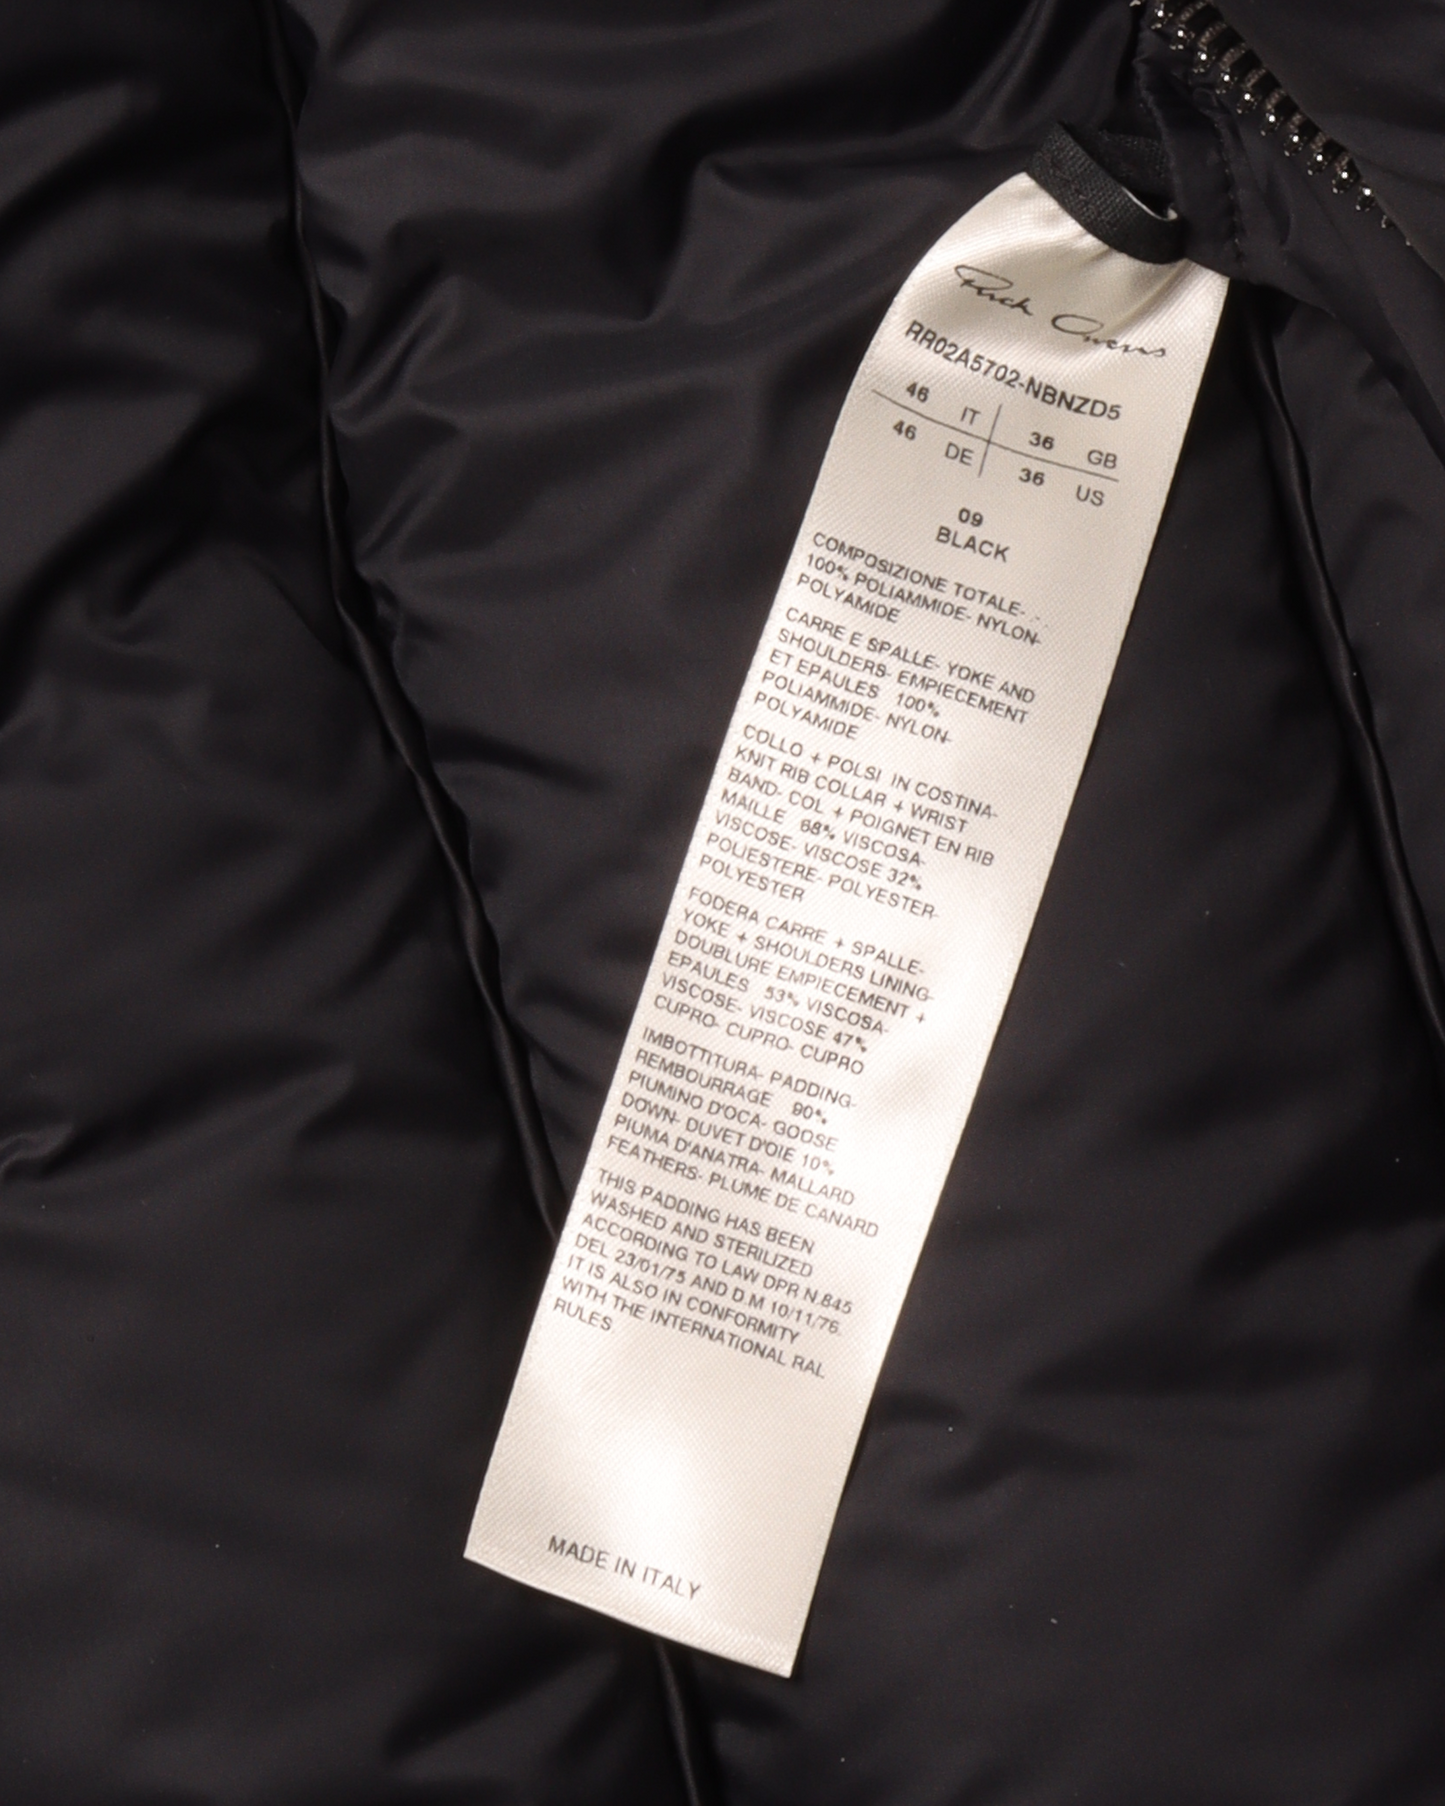 Rick Owens
RR02A5702-NBNZD5
46 IT 36 GB
46 DE 36 US
09
BLACK
COMPOSIZIONE TOTALE- . .
100% POLIAMMIDE- NYLON-
POLYAMIDE
CARRE E SPALLE- YOKE AND
SHOULDERS- EMPIECEMENT
ET EPAULES 100%
POLIAMMIDE- NYLON-
POLYAMIDE
COLLO + POLSI IN COSTINA-
KNIT RIB COLLAR + WRIST
BAND- COL + POIGNET EN RIB
MAILLE 68% VISCOSA-
VISCOSE- VISCOSE 32%
POLIESTERE- POLYESTER-
POLYESTER
FODERA CARRE + SPALLE-
YOKE + SHOULDERS LINING-
DOUBLURE EMPIECEMENT +
EPAULES 53% VISCOSA-
VISCOSE- VISCOSE 47%
CUPRO- CUPRO- CUPRO
IMBOTTITURA- PADDING-
REMBOURRAGE 90%
PIUMINO D'OCA- GOOSE
DOWN- DUVET D'OIE 10%
PIUMA D'ANATRA- MALLARD
FEATHERS- PLUME DE CANARD
THIS PADDING HAS BEEN
WASHED AND STERILIZED
ACCORDING TO LAW DPR N.845
DEL 23/01/75 AND D.M 10/11/76.
IT IS ALSO IN CONFORMITY
WITH THE INTERNATIONAL RAL
RULES
MADE IN ITALY